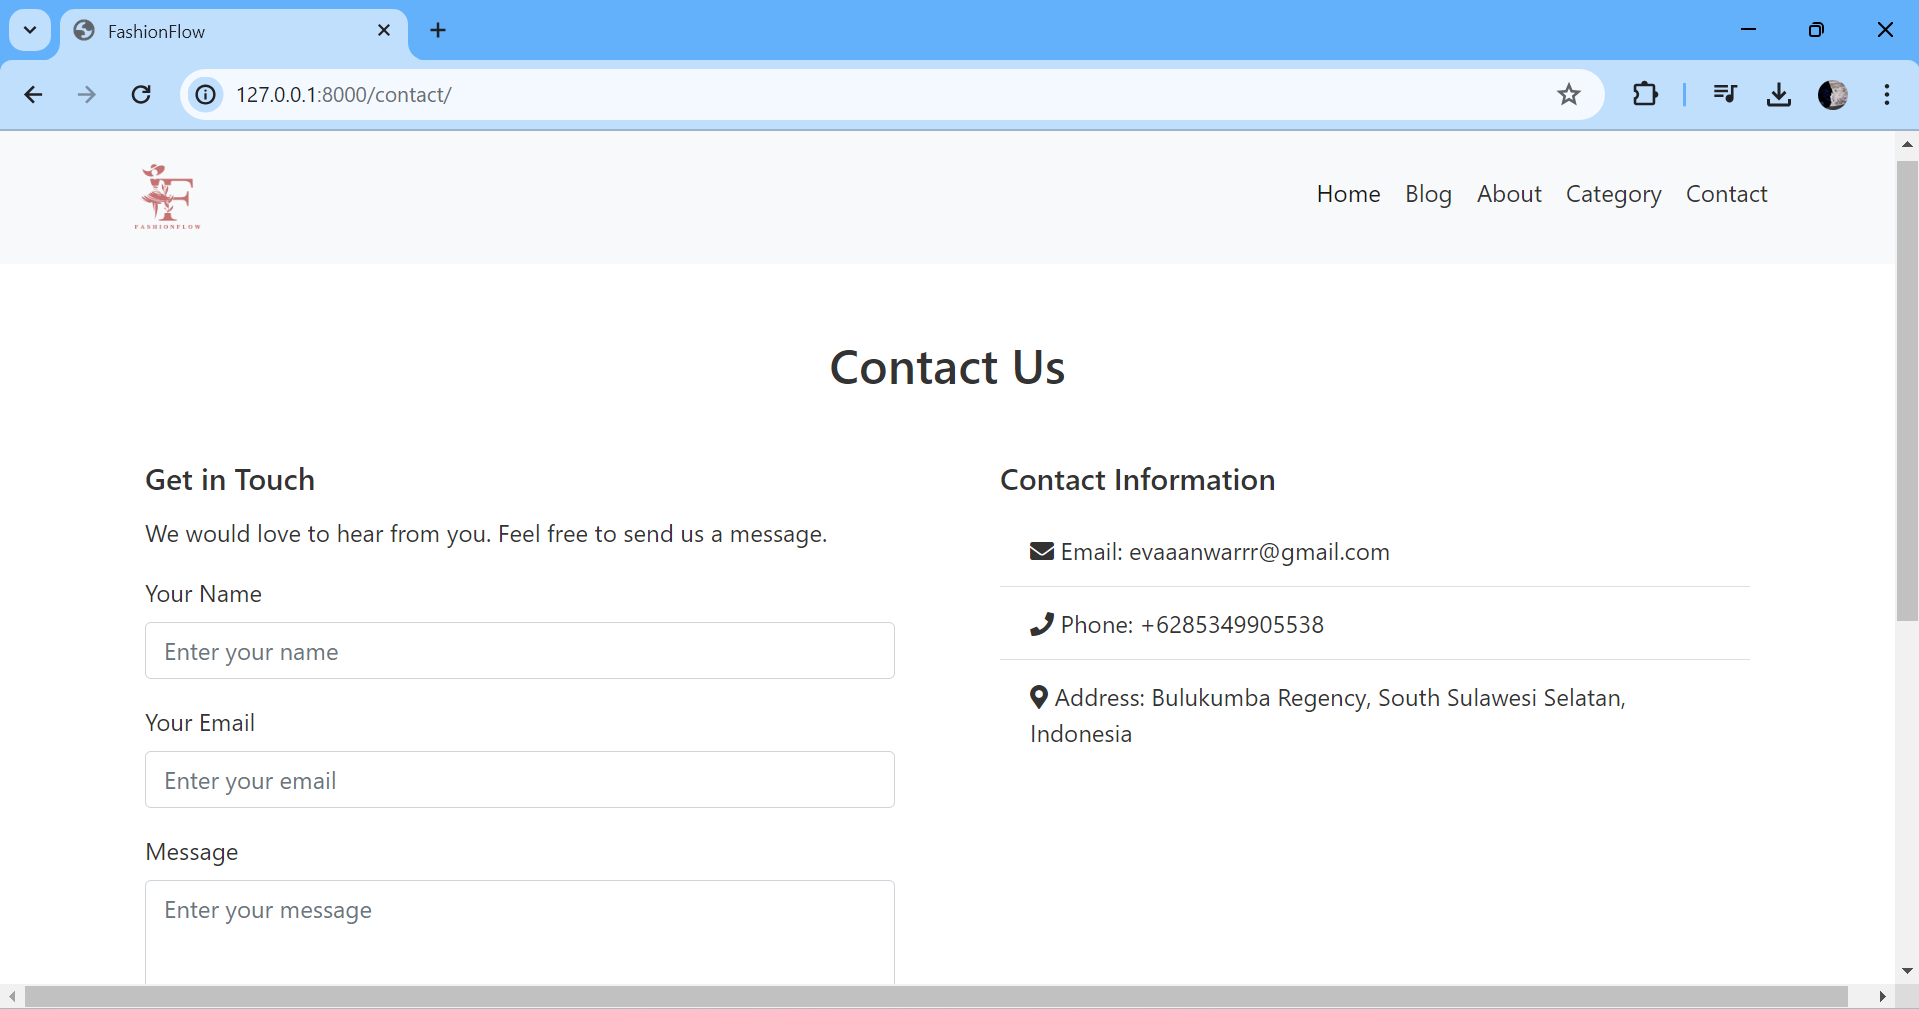 FashionFlow
127.0.0.1:8000/contact/
F
FASHIONFLOW
Home Blog About Category Contact
Contact Us
Get in Touch
We would love to hear from you. Feel free to send us a message.
Your Name
Enter your name
Your Email
Enter your email
Message
Enter your message
Contact Information
Email: evaaanwarrr@gmail.com
Phone: +6285349905538
Address: Bulukumba Regency, South Sulawesi Selatan,
Indonesia